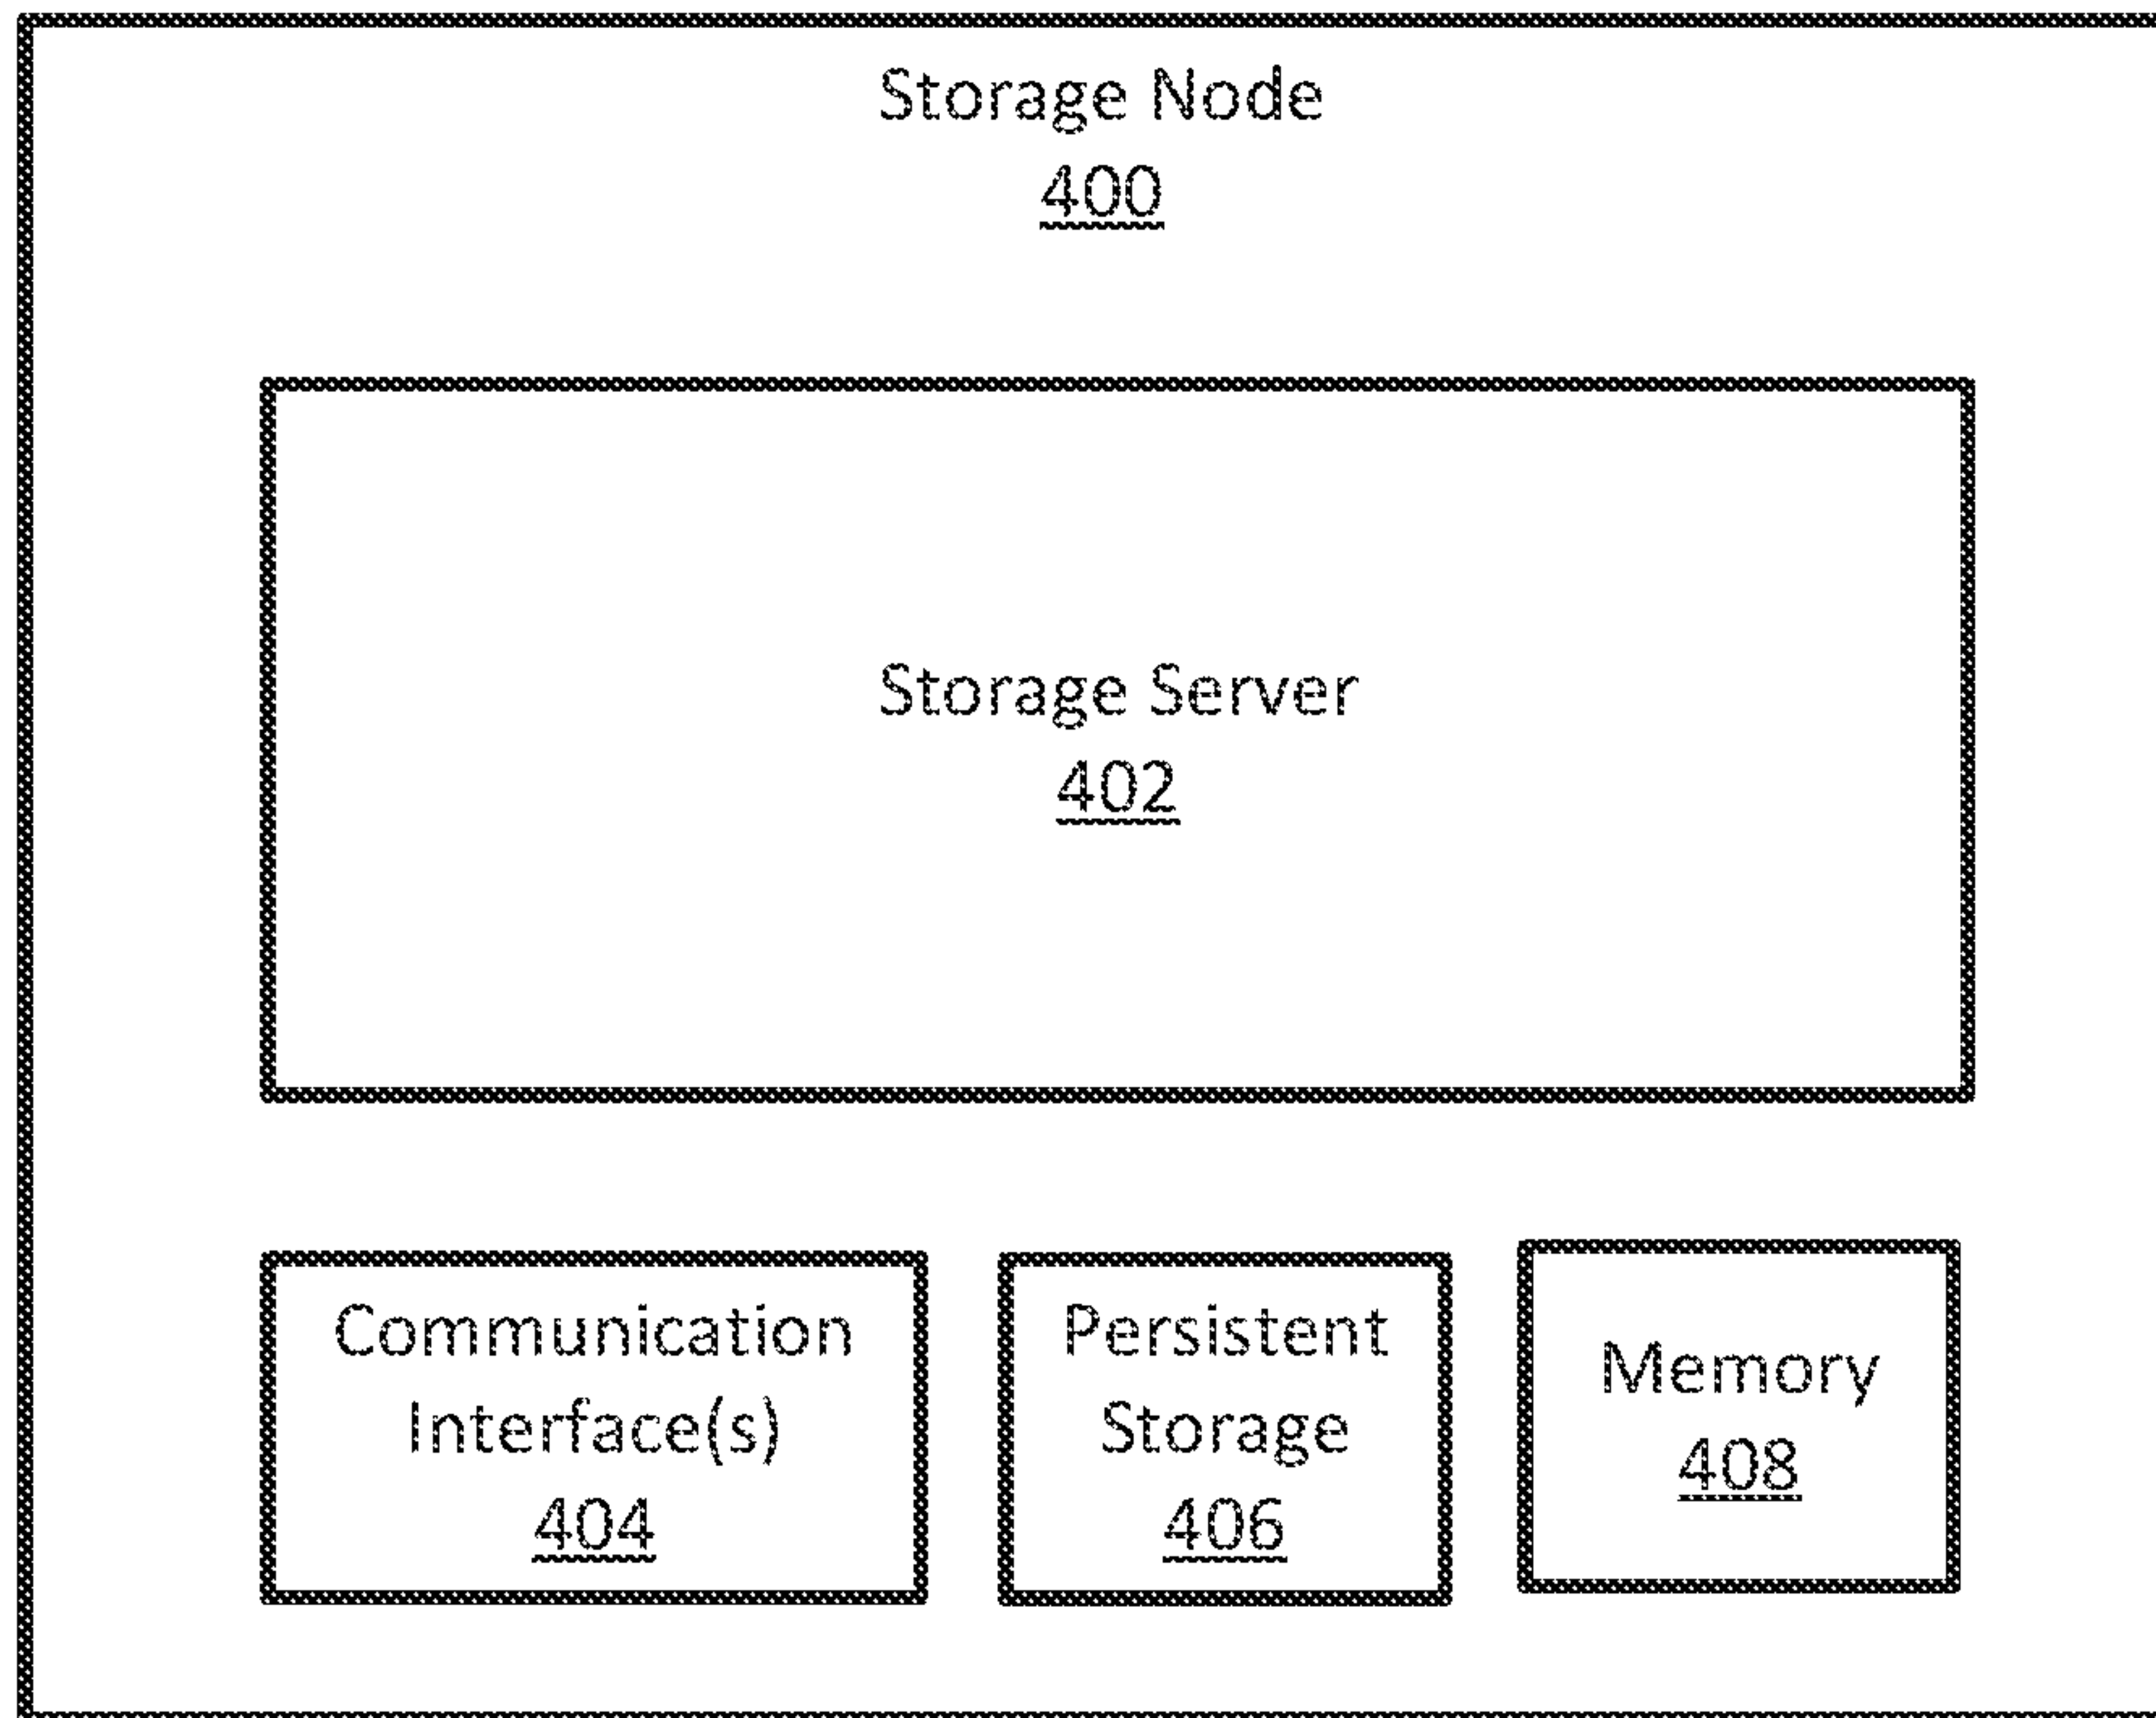 Storage Node
400
Storage Server
402
Communication
Interface(s)
404
Persistent
Storage
406
Memory
408